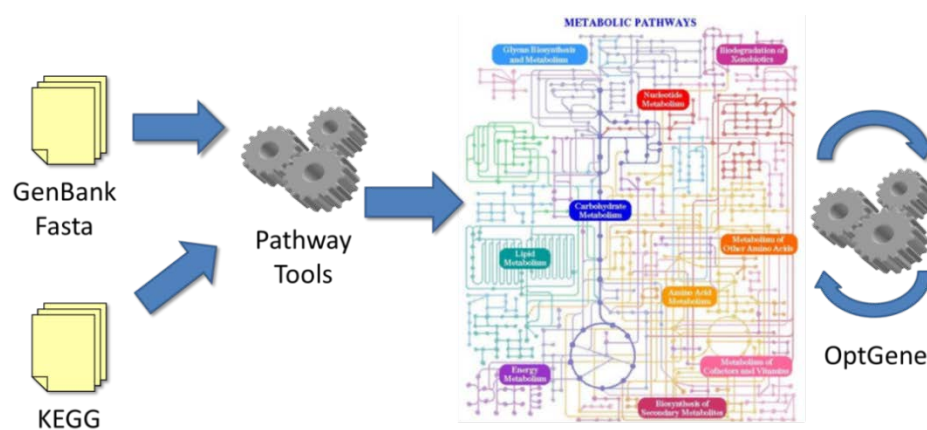 METABOLIC PATHWAYS
Glycan Biosynthesis
and Metabolism
Biodegradation of
Xenobiotics
Nucleotide
Metabolism
GenBank
Fasta
Pathway
Tools
Carbohydrate
Metabolism
Lipid
Metabolism
Metabolism of
Other Amino Acids
Amino Acid
Metabolism
KEGG
Energy
Metabolism
Metabolism of
Cofactors and Vitamins
Biosynthesis of
Secondary Metabolites
OptGene